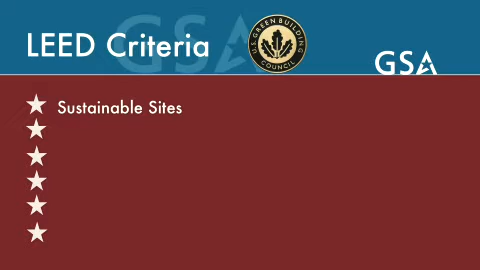 LEED Criteria
GSA
U.S. GREEN BUILDING COUNCIL
GSA
Sustainable Sites